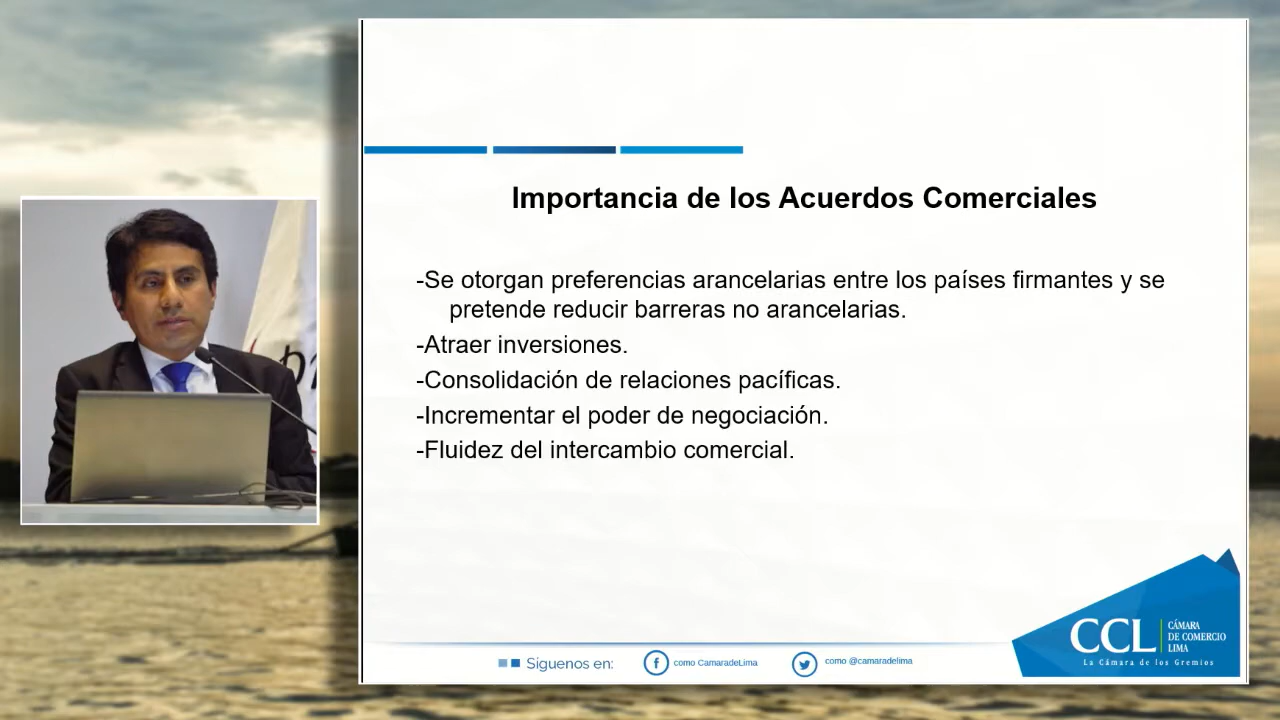 Importancia de los Acuerdos Comerciales
-Se otorgan preferencias arancelarias entre los países firmantes y se
pretende reducir barreras no arancelarias.
-Atraer inversiones.
-Consolidación de relaciones pacíficas.
-Incrementar el poder de negociación.
-Fluidez del intercambio comercial.
Síguenos en:
como CamaradeLima
como @camaradelima
CCL
CÁMARA
DE COMERCIO
LIMA
La Cámara de los Gremios